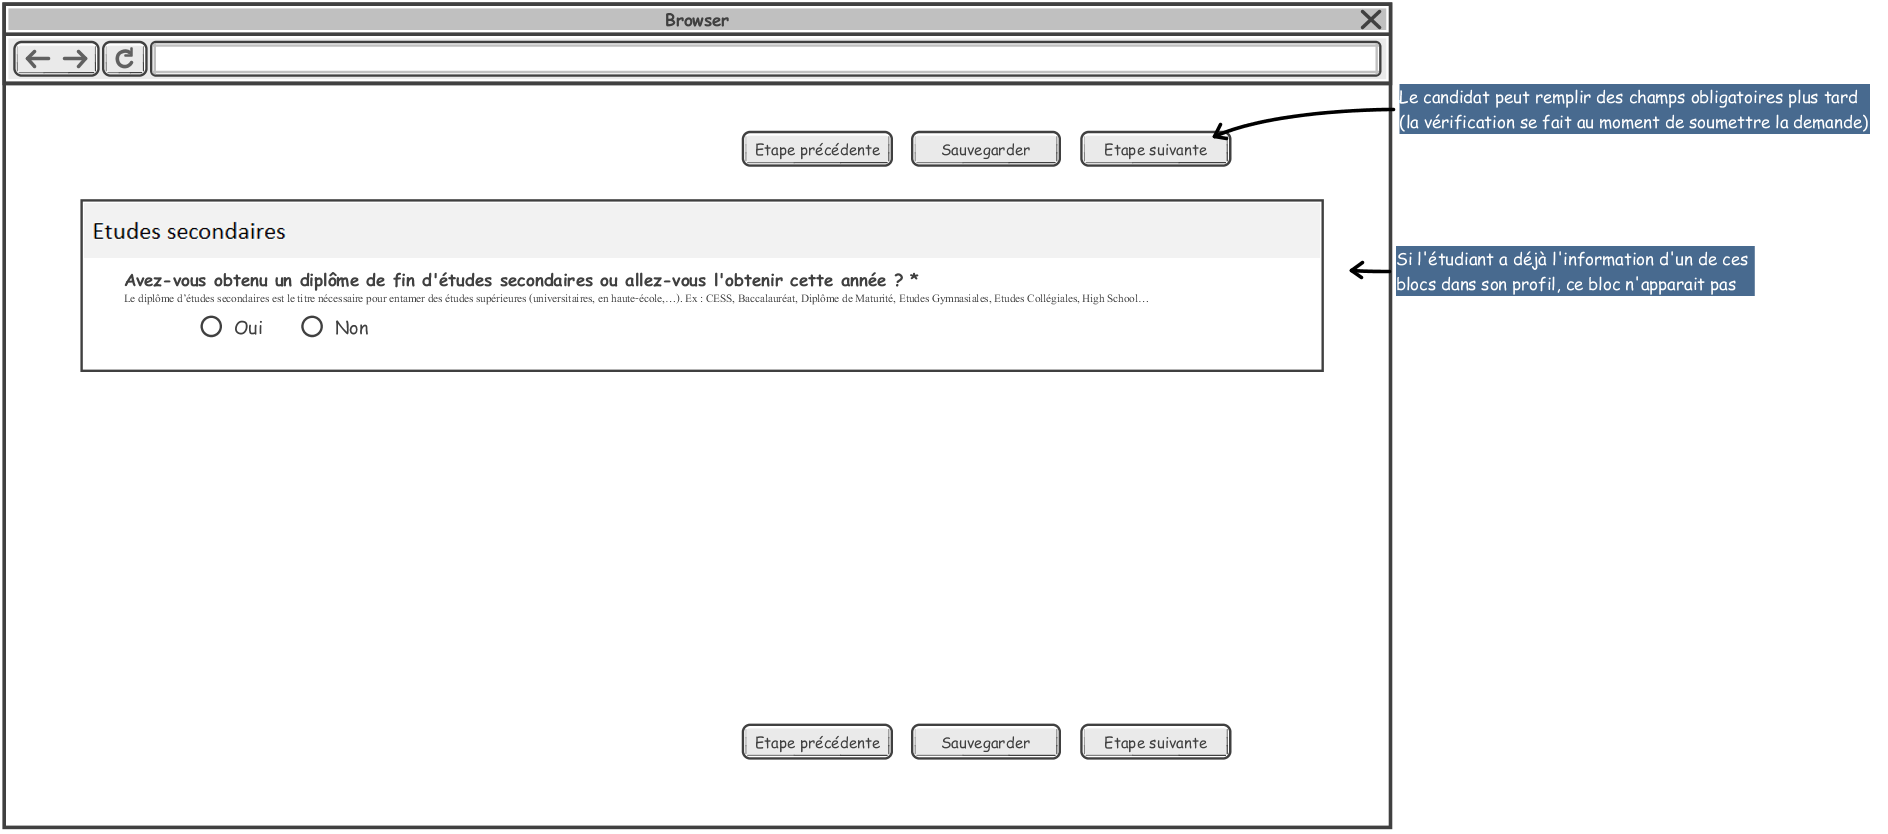 Browser
Le candidat peut remplir des champs obligatoires plus tard
(la vérification se fait au moment de soumettre la demande)
Etape précédente
Sauvegarder
Etape suivante
Etudes secondaires
Si l'étudiant a déjà l'information d'un de ces
blocs dans son profil, ce bloc n'apparait pas
Avez-vous obtenu un diplôme de fin d'études secondaires ou allez-vous l'obtenir cette année ? *
Le diplôme d'études secondaires est le titre nécessaire pour entamer des études supérieures (universitaires, en haute-école,…). Ex : CESS, Baccalauréat, Diplôme de Maturité, Etudes Gymnasiales, Etudes Collégiales, High School…
Oui
Non
Etape précédente
Sauvegarder
Etape suivante